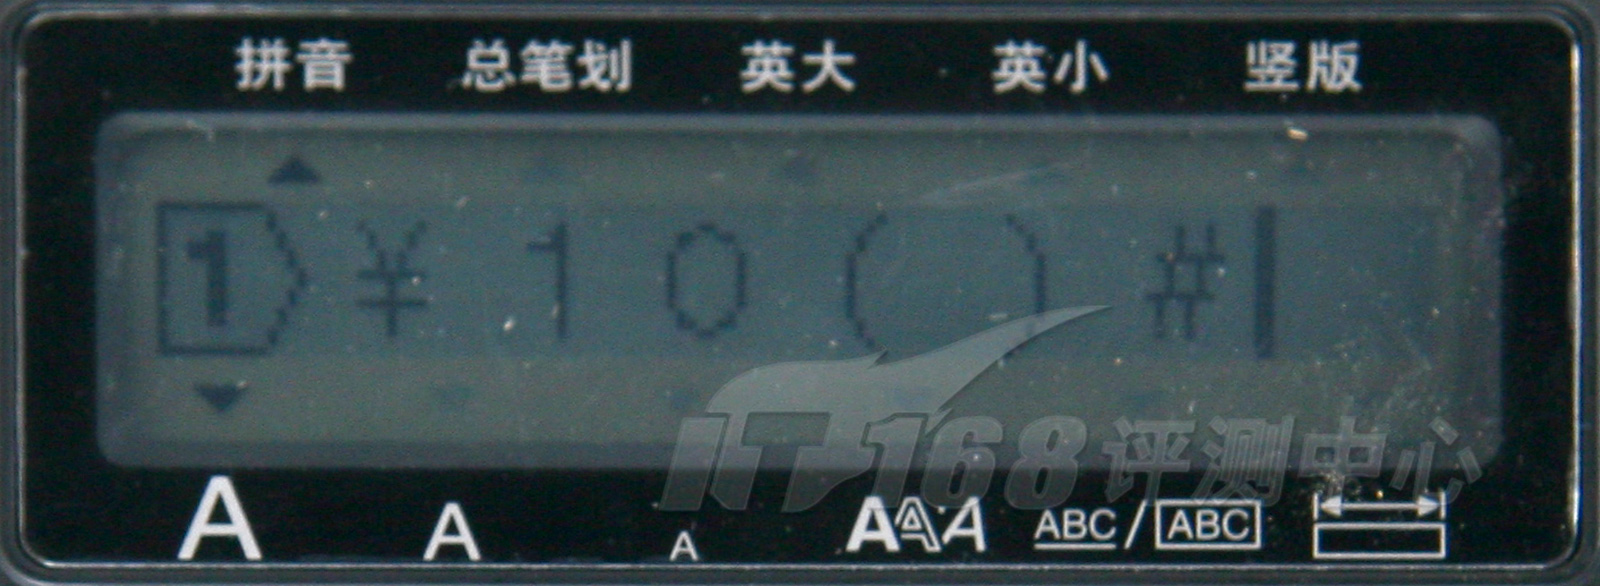 拼音 总笔划 英大 英小 竖版
1 ¥10()#
IT168评测中心
A A A AAA ABC/ABC